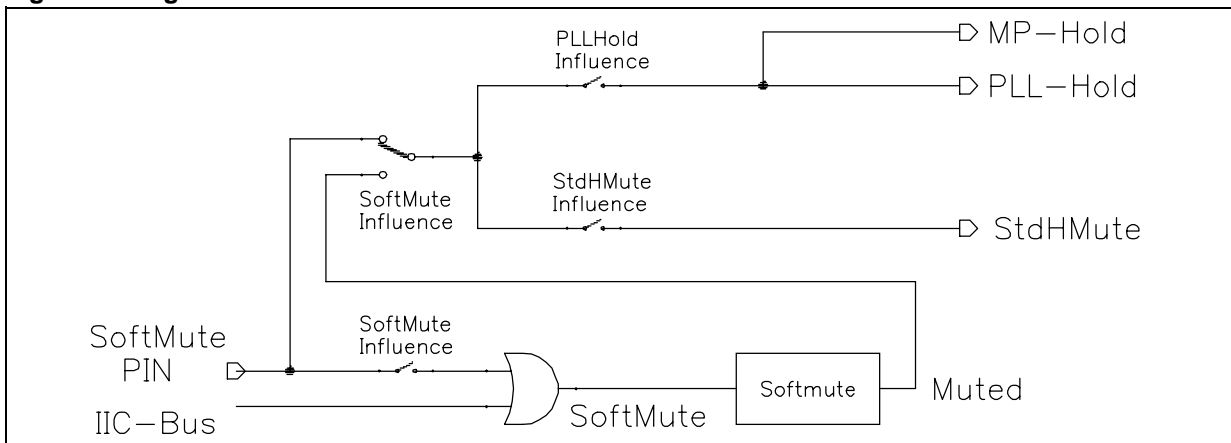 PLLHold
Influence
MP-Hold
PLL-Hold
SoftMute
Influence
StdHMute
Influence
StdHMute
SoftMute
PIN
SoftMute
Influence
IIC-Bus
SoftMute
Softmute
Muted